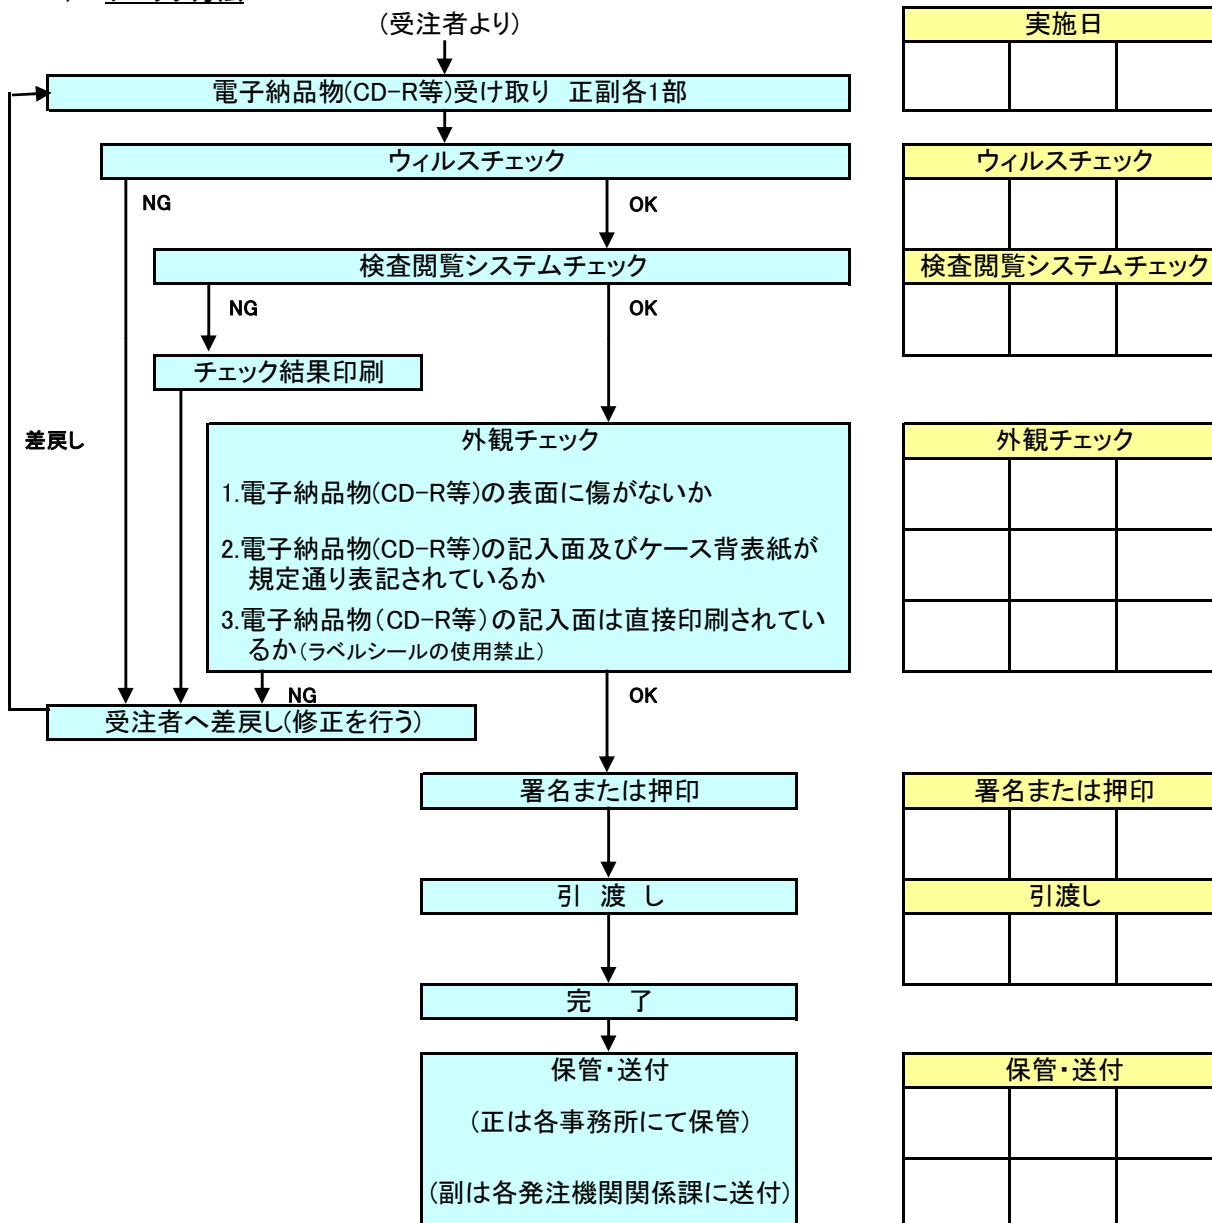 (受注者より)
実施日
電子納品物(CD-R等)受け取り 正副各1部
ウィルスチェック
ウィルスチェック
NG
OK
検査閲覧システムチェック
検査閲覧システムチェック
NG
OK
チェック結果印刷
差戻し
外観チェック
外観チェック
1.電子納品物(CD-R等)の表面に傷がないか
2.電子納品物(CD-R等)の記入面及びケース背表紙が
規定通り表記されているか
3.電子納品物(CD-R等)の記入面は直接印刷されてい
るか(ラベルシールの使用禁止)
NG
OK
受注者へ差戻し(修正を行う)
署名または押印
署名または押印
引 渡 し
引渡し
完 了
保管・送付
保管・送付
(正は各事務所にて保管)
(副は各発注機関関係課に送付)